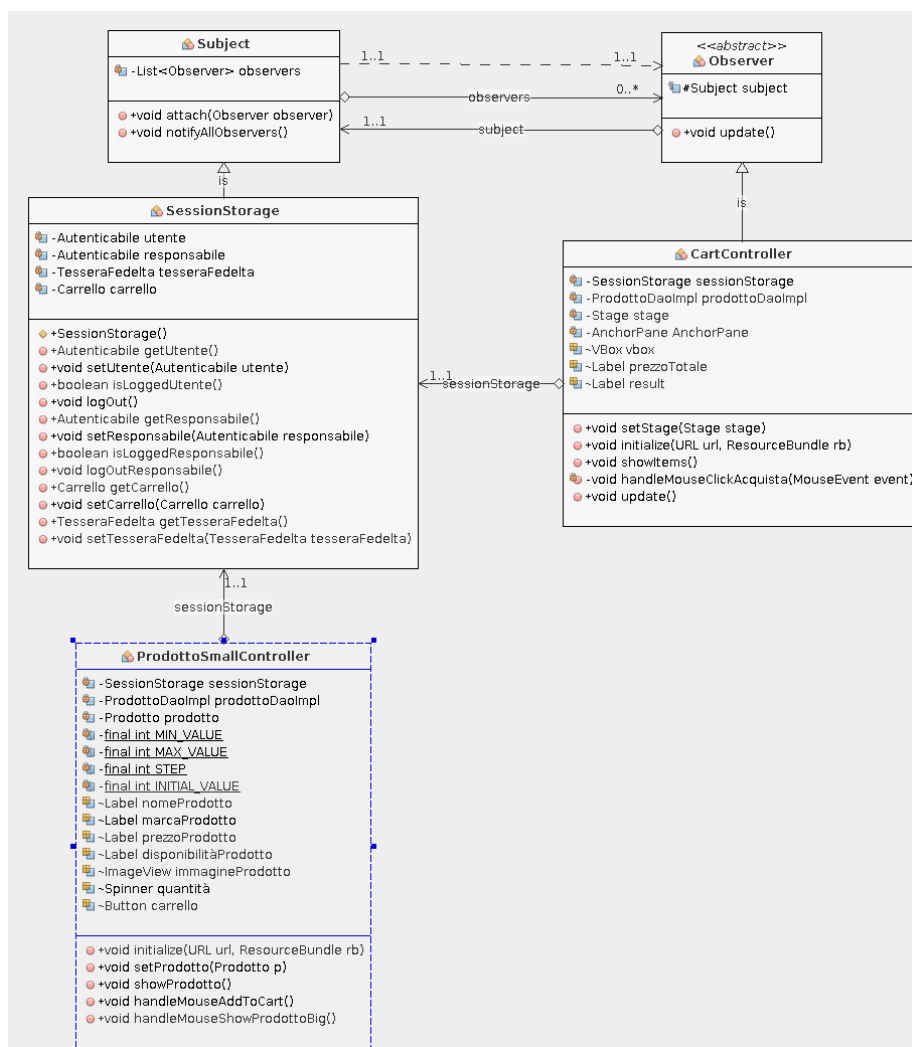 Subject
-List<Observer> observers
+void attach(Observer observer)
+void notifyAllObservers()
1..1
1..1
observers
0..*
1..1
subject
<<abstract>>
Observer
#Subject subject
+void update()
is
is
SessionStorage
-Autenticabile utente
-Autenticabile responsabile
-TesseraFedelta tesseraFedelta
-Carrello carrello
+SessionStorage()
+Autenticabile getUtente()
+void setUtente(Autenticabile utente)
+boolean isLoggedUtente()
+void logOut()
+Autenticabile getResponsabile()
+void setResponsabile(Autenticabile responsabile)
+boolean isLoggedResponsabile()
+void logOutResponsabile()
+Carrello getCarrello()
+void setCarrello(Carrello carrello)
+TesseraFedelta getTesseraFedelta()
+void setTesseraFedelta(TesseraFedelta tesseraFedelta)
CartController
-SessionStorage sessionStorage
-ProdottoDaoImpl prodottoDaoImpl
-Stage stage
-AnchorPane AnchorPane
~VBox vbox
~Label prezzoTotale
~Label result
+void setStage(Stage stage)
+void initialize(URL url, ResourceBundle rb)
+void showItems()
-void handleMouseClickAcquista(MouseEvent event)
+void update()
1..1
sessionStorage
1..1
sessionStorage
ProdottoSmallController
-SessionStorage sessionStorage
-ProdottoDaoImpl prodottoDaoImpl
-Prodotto prodotto
-final int MIN_VALUE
-final int MAX_VALUE
-final int STEP
-final int INITIAL_VALUE
~Label nomeProdotto
~Label marcaProdotto
~Label prezzoProdotto
~Label disponibilitàProdotto
~ImageView immagineProdotto
~Spinner quantità
~Button carrello
+void initialize(URL url, ResourceBundle rb)
+void setProdotto(Prodotto p)
+void showProdotto()
+void handleMouseAddToCart()
+void handleMouseShowProdottoBig()